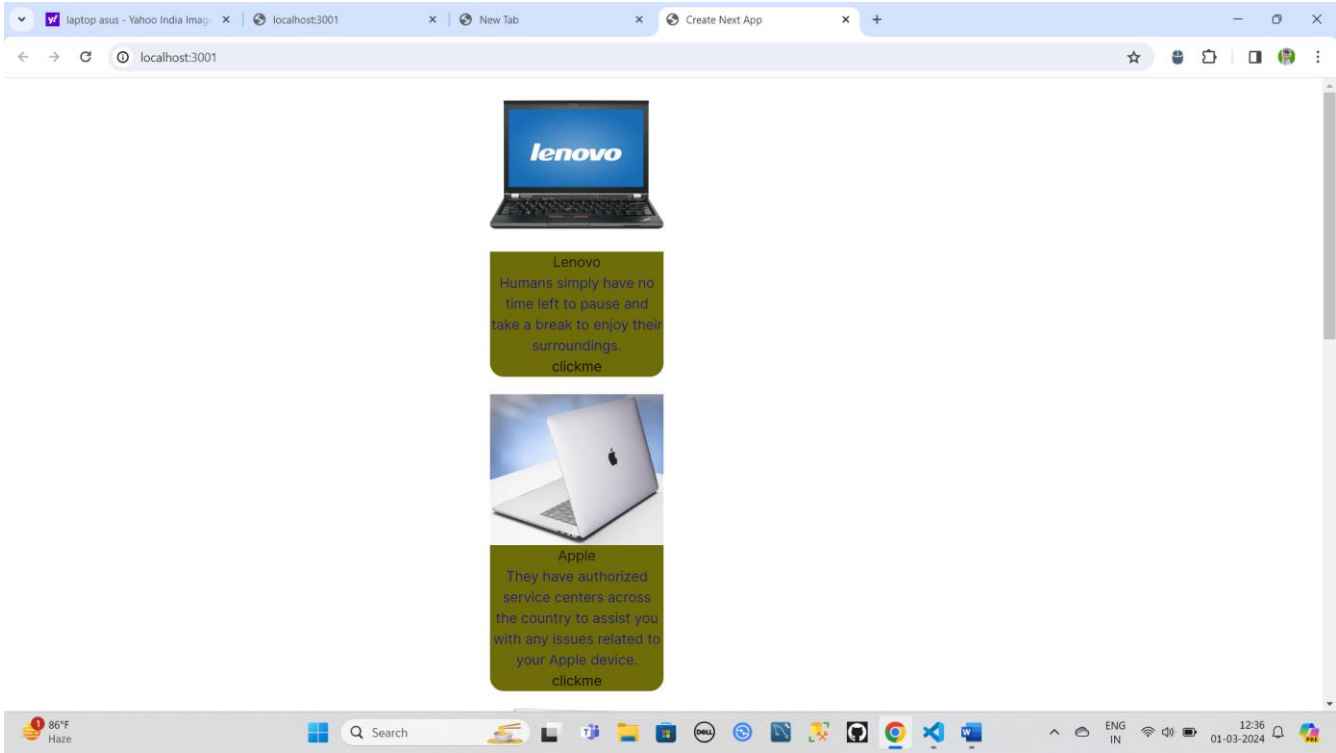 laptop asus - Yahoo India Imag
localhost:3001
New Tab
Create Next App
localhost:3001
lenovo
Lenovo
Humans simply have no
time left to pause and
take a break to enjoy their
surroundings.
clickme
Apple
They have authorized
service centers across
the country to assist you
with any issues related to
your Apple device.
clickme
1
86°F
Haze
Search
DELL
ENG
IN
12:36
01-03-2024
PRE